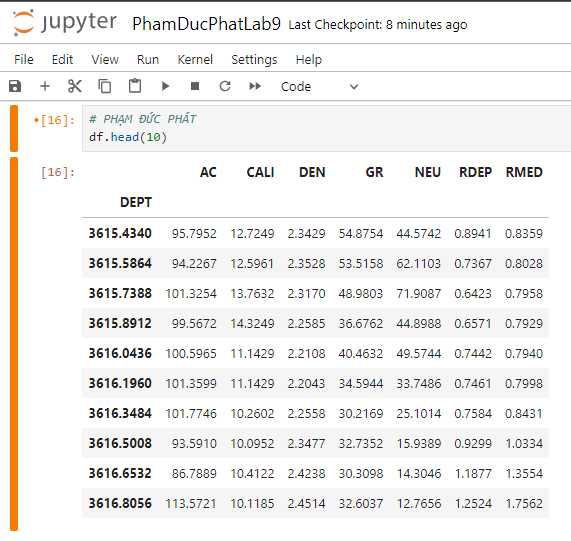 jupyter PhamDucPhatLab9 Last Checkpoint: 8 minutes ago
File Edit View Run Kernel Settings Help
Code
[16]: # PHẠM ĐỨC PHÁT
df.head(10)
[16]: AC CALI DEN GR NEU RDEP RMED
DEPT
3615.4340 95.7952 12.7249 2.3429 54.8754 44.5742 0.8941 0.8359
3615.5864 94.2267 12.5961 2.3528 53.5158 62.1103 0.7367 0.8028
3615.7388 101.3254 13.7632 2.3170 48.9803 71.9087 0.6423 0.7958
3615.8912 99.5672 14.3249 2.2585 36.6762 44.8988 0.6571 0.7929
3616.0436 100.5965 11.1429 2.2108 40.4632 49.5744 0.7442 0.7940
3616.1960 101.3599 11.1429 2.2043 34.5944 33.7486 0.7461 0.7998
3616.3484 101.7746 10.2602 2.2558 30.2169 25.1014 0.7584 0.8431
3616.5008 93.5910 10.0952 2.3477 32.7352 15.9389 0.9299 1.0334
3616.6532 86.7889 10.4122 2.4238 30.3098 14.3046 1.1877 1.3554
3616.8056 113.5721 10.1185 2.4514 32.6037 12.7656 1.2524 1.7562